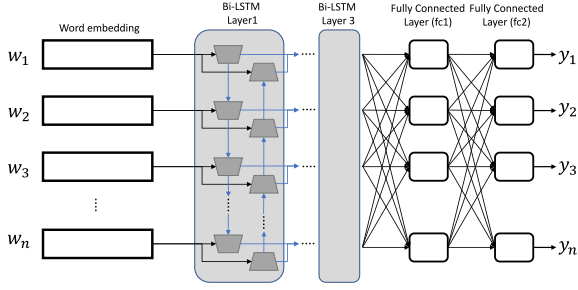 Bi-LSTM
Layer1
Bi-LSTM
Layer 3
Fully Connected
Layer (fc1)
Fully Connected
Layer (fc2)
Word embedding
w1
w2
w3
wn
y1
y2
y3
yn